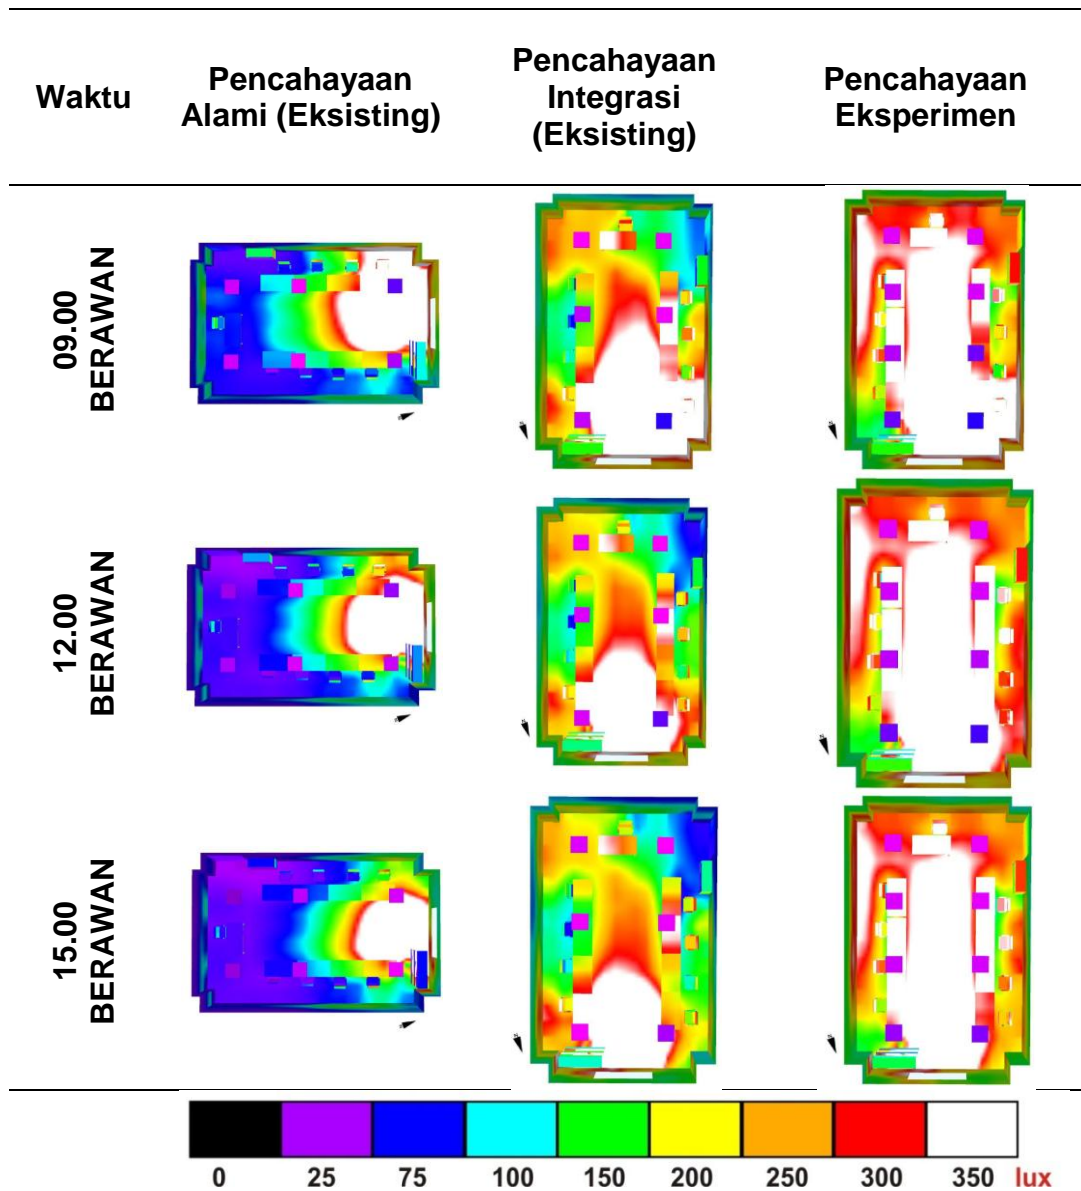 Waktu
Pencahayaan
Alami (Eksisting)
Pencahayaan
Integrasi
(Eksisting)
Pencahayaan
Eksperimen
09.00
BERAWAN
12.00
BERAWAN
15.00
BERAWAN
0 25 75 100 150 200 250 300 350 lux